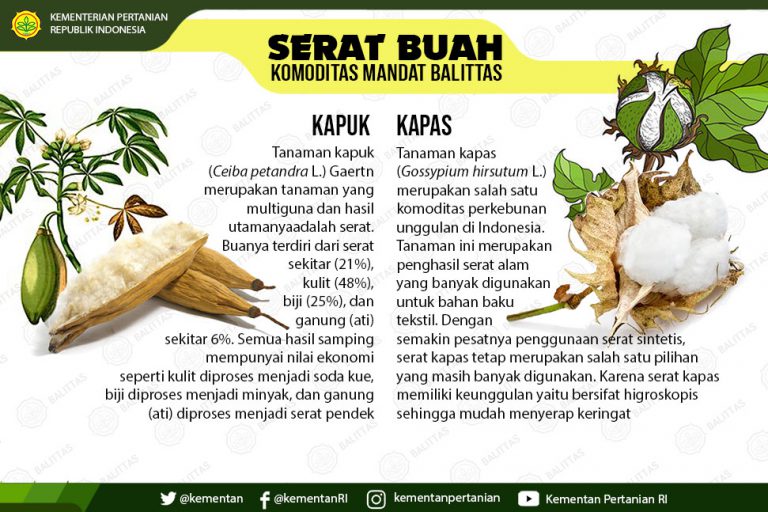 KEMENTERIAN PERTANIAN
REPUBLIK INDONESIA
SERAT BUAH
KOMODITAS MANDAT BALITTAS
KAPUK
Tanaman kapuk
(Ceiba petandra L.) Gaertn
merupakan tanaman yang
multiguna dan hasil
utamanyaadalah serat.
Buanya terdiri dari serat
sekitar (21%),
kulit (48%),
biji (25%), dan
ganung (ati)
sekitar 6%. Semua hasil samping
mempunyai nilai ekonomi
seperti kulit diproses menjadi soda kue,
biji diproses menjadi minyak, dan ganung
(ati) diproses menjadi serat pendek
KAPAS
Tanaman kapas
(Gossypium hirsutum L.)
merupakan salah satu
komoditas perkebunan
unggulan di Indonesia.
Tanaman ini merupakan
penghasil serat alam
yang banyak digunakan
untuk bahan baku
tekstil. Dengan
semakin pesatnya penggunaan serat sintetis,
serat kapas tetap merupakan salah satu pilihan
yang masih banyak digunakan. Karena serat kapas
memiliki keunggulan yaitu bersifat higroskopis
sehingga mudah menyerap keringat
@kementan
@kementanRI
kementanpertanian
Kementan Pertanian RI
BALITTAS